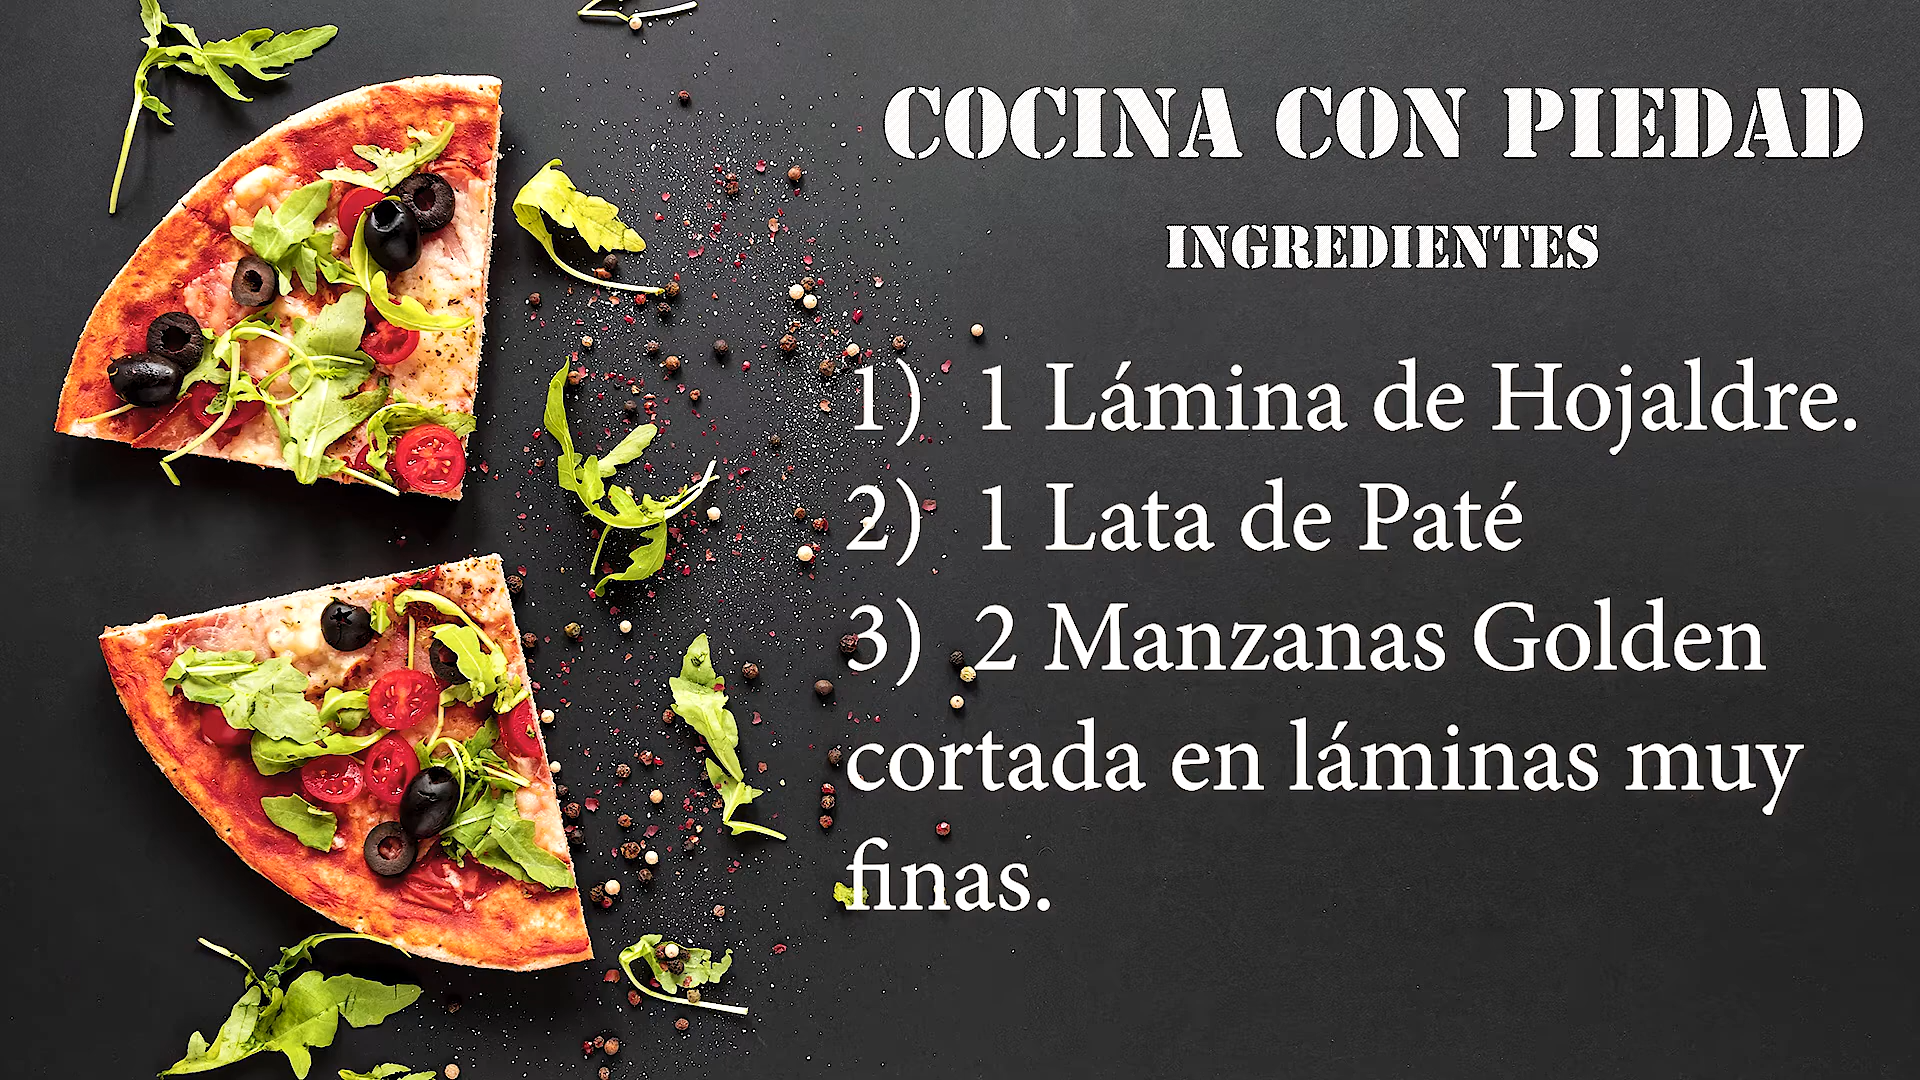 COCINA CON PIEDAD
INGREDIENTES
1) 1 Lámina de Hojaldre.
2) 1 Lata de Paté
3) 2 Manzanas Golden
cortada en láminas muy
finas.